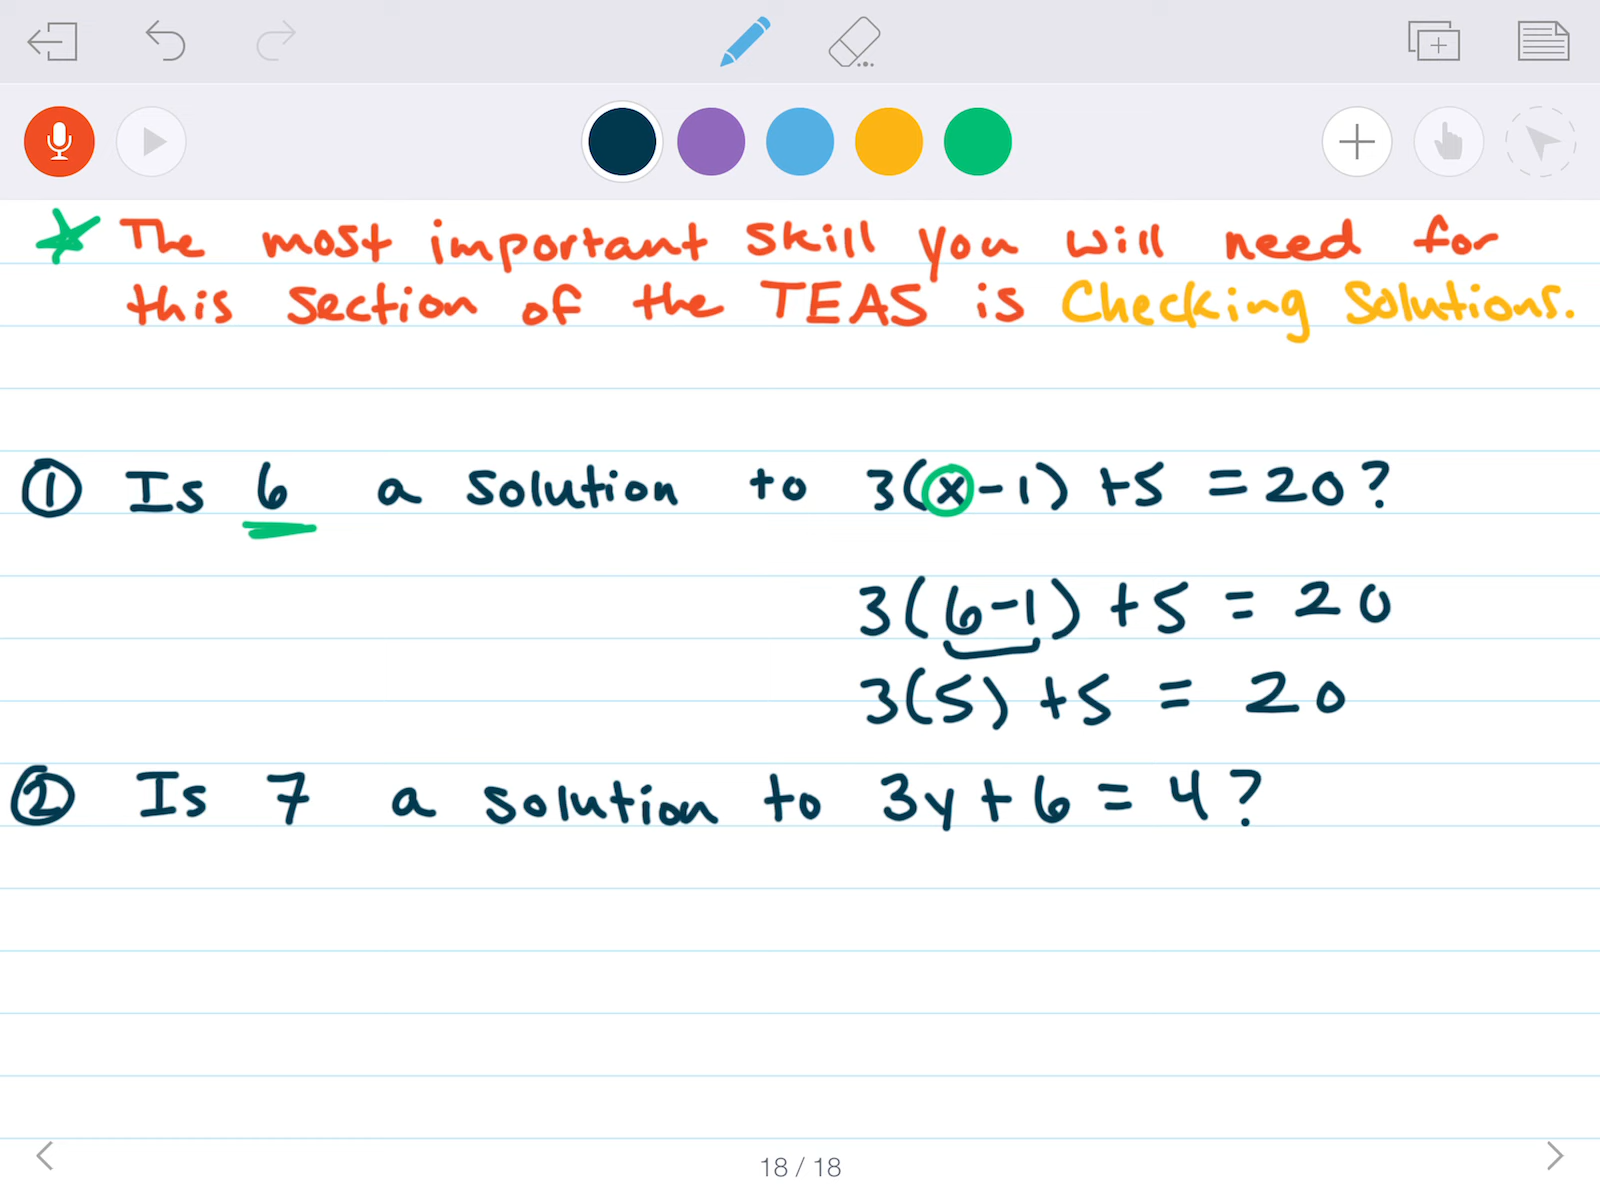 The most important skill you will need for
this section of the TEAS is Checking Solutions.
① Is 6 a solution to 3(x-1) +5 = 20?
3(6-1) +5 = 20
3(5) +5 = 20
② Is 7 a solution to 3y + 6 = 4?
18 / 18